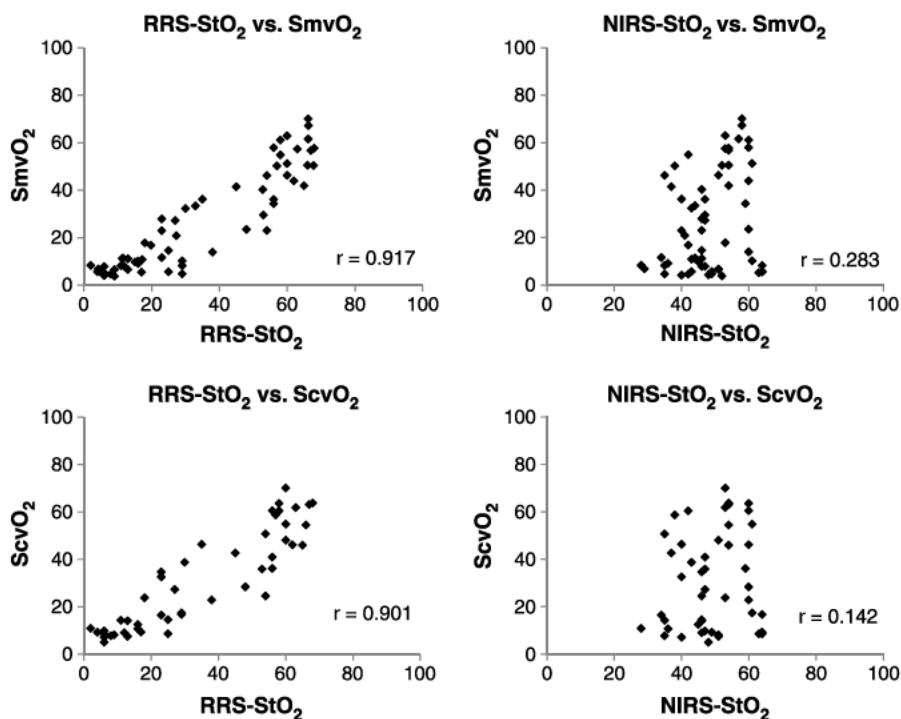 RRS-StO₂ vs. SmvO₂
100
80
60
40
20
0
SmvO₂
r = 0.917
0 20 40 60 80 100
RRS-StO₂
NIRS-StO₂ vs. SmvO₂
100
80
60
40
20
0
SmvO₂
r = 0.283
0 20 40 60 80 100
NIRS-StO₂
RRS-StO₂ vs. ScvO₂
100
80
60
40
20
0
ScvO₂
r = 0.901
0 20 40 60 80 100
RRS-StO₂
NIRS-StO₂ vs. ScvO₂
100
80
60
40
20
0
ScvO₂
r = 0.142
0 20 40 60 80 100
NIRS-StO₂